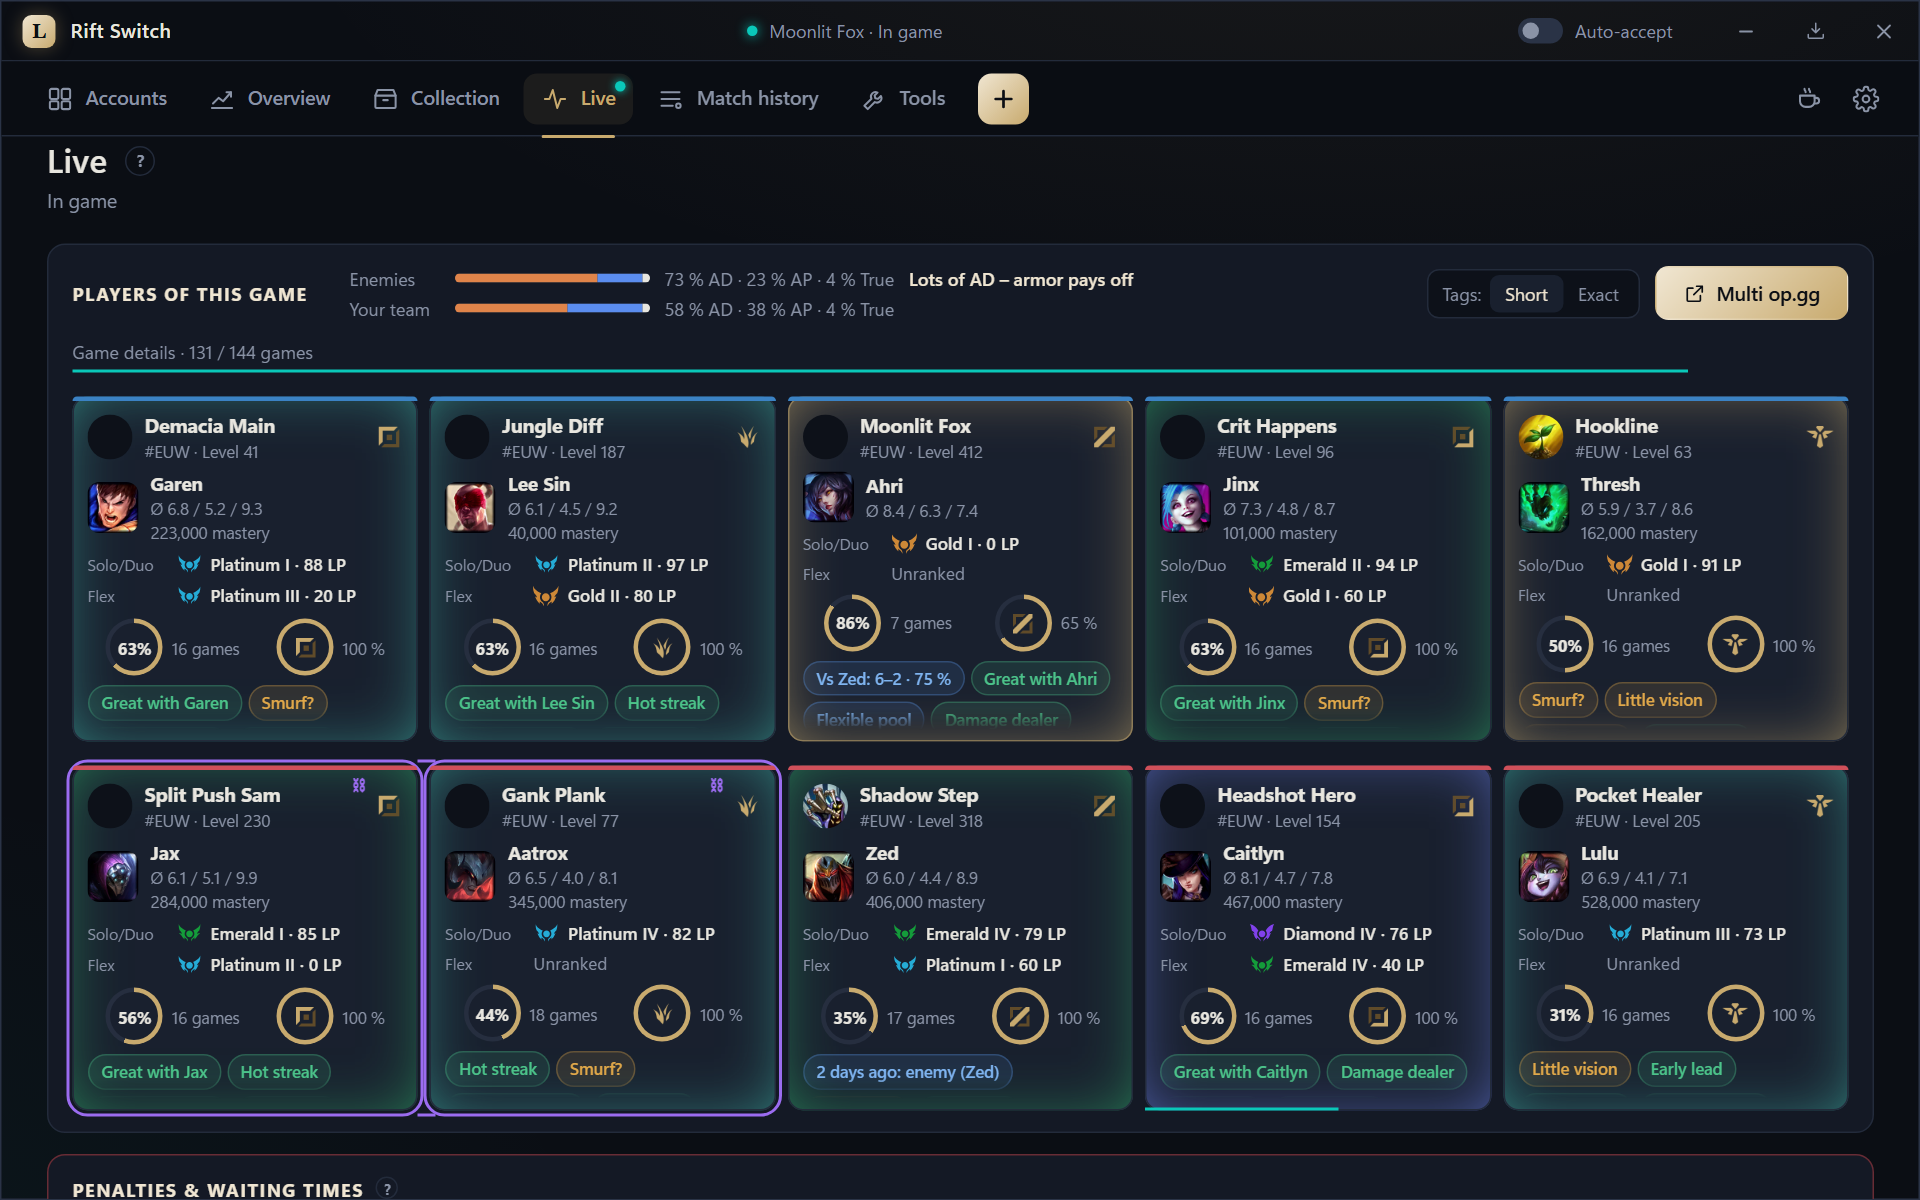 L Rift Switch
Moonlit Fox · In game
Auto-accept
Accounts
Overview
Collection
Live
Match history
Tools
+
Live ?
In game
PLAYERS OF THIS GAME
Enemies 73 % AD · 23 % AP · 4 % True Lots of AD – armor pays off
Your team 58 % AD · 38 % AP · 4 % True
Tags: Short Exact
Multi op.gg
Game details · 131 / 144 games
Demacia Main
#EUW · Level 41
Garen
Ø 6.8 / 5.2 / 9.3
223,000 mastery
Solo/Duo Platinum I · 88 LP
Flex Platinum III · 20 LP
63% 16 games 100 %
Great with Garen Smurf?
Jungle Diff
#EUW · Level 187
Lee Sin
Ø 6.1 / 4.5 / 9.2
40,000 mastery
Solo/Duo Platinum II · 97 LP
Flex Gold II · 80 LP
63% 16 games 100 %
Great with Lee Sin Hot streak
Moonlit Fox
#EUW · Level 412
Ahri
Ø 8.4 / 6.3 / 7.4
Solo/Duo Gold I · 0 LP
Flex Unranked
86% 7 games 65 %
Vs Zed: 6–2 · 75 % Great with Ahri
Flexible pool Damage dealer
Crit Happens
#EUW · Level 96
Jinx
Ø 7.3 / 4.8 / 8.7
101,000 mastery
Solo/Duo Emerald II · 94 LP
Flex Gold I · 60 LP
63% 16 games 100 %
Great with Jinx Smurf?
Hookline
#EUW · Level 63
Thresh
Ø 5.9 / 3.7 / 8.6
162,000 mastery
Solo/Duo Gold I · 91 LP
Flex Unranked
50% 16 games 100 %
Smurf? Little vision
Split Push Sam
#EUW · Level 230
Jax
Ø 6.1 / 5.1 / 9.9
284,000 mastery
Solo/Duo Emerald I · 85 LP
Flex Platinum II · 0 LP
56% 16 games 100 %
Great with Jax Hot streak
Gank Plank
#EUW · Level 77
Aatrox
Ø 6.5 / 4.0 / 8.1
345,000 mastery
Solo/Duo Platinum IV · 82 LP
Flex Unranked
44% 18 games 100 %
Hot streak Smurf?
Shadow Step
#EUW · Level 318
Zed
Ø 6.0 / 4.4 / 8.9
406,000 mastery
Solo/Duo Emerald IV · 79 LP
Flex Platinum I · 60 LP
35% 17 games 100 %
2 days ago: enemy (Zed)
Headshot Hero
#EUW · Level 154
Caitlyn
Ø 8.1 / 4.7 / 7.8
467,000 mastery
Solo/Duo Diamond IV · 76 LP
Flex Emerald IV · 40 LP
69% 16 games 100 %
Great with Caitlyn Damage dealer
Pocket Healer
#EUW · Level 205
Lulu
Ø 6.9 / 4.1 / 7.1
528,000 mastery
Solo/Duo Platinum III · 73 LP
Flex Unranked
31% 16 games 100 %
Little vision Early lead
PENALTIES & WAITING TIMES ?